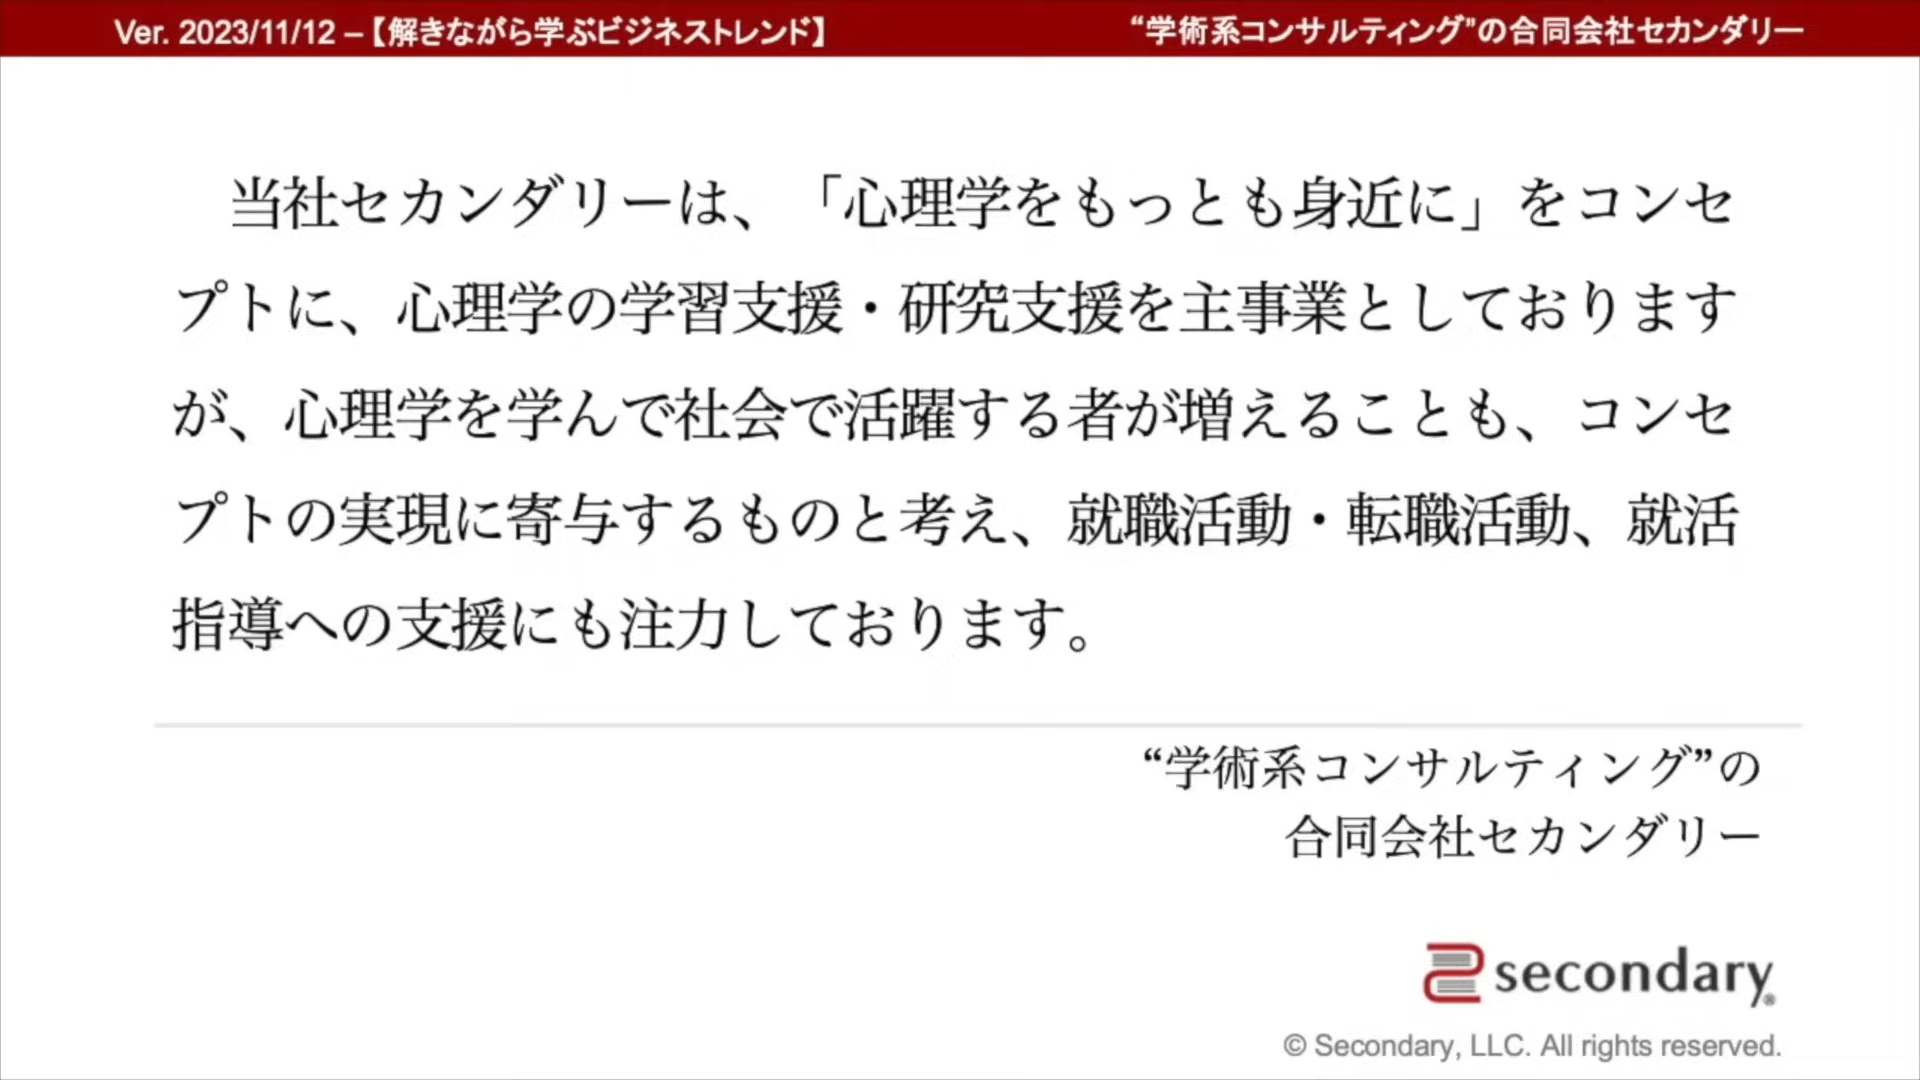 Ver. 2023/11/12 – 【解きながら学ぶビジネストレンド】
“学術系コンサルティング”の合同会社セカンダリー
当社セカンダリーは、「心理学をもっとも身近に」をコンセ
プトに、心理学の学習支援・研究支援を主事業としております
が、心理学を学んで社会で活躍する者が増えることも、コンセ
プトの実現に寄与するものと考え、就職活動・転職活動、就活
指導への支援にも注力しております。
“学術系コンサルティング”の
合同会社セカンダリー
secondary®
© Secondary, LLC. All rights reserved.